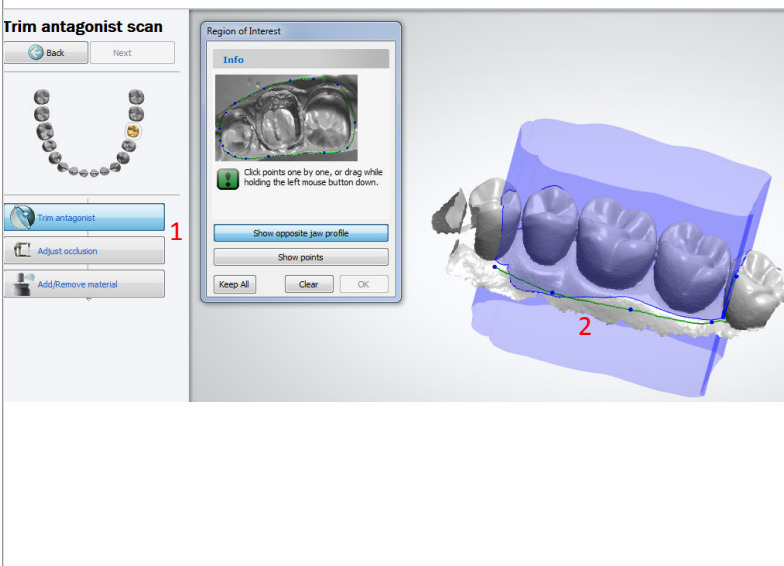 Trim antagonist scan
Back
Next
Trim antagonist
1
Adjust occlusion
Add/Remove material
Region of Interest
Info
Click points one by one, or drag while
holding the left mouse button down.
Show opposite jaw profile
Show points
Keep All
Clear
OK
2